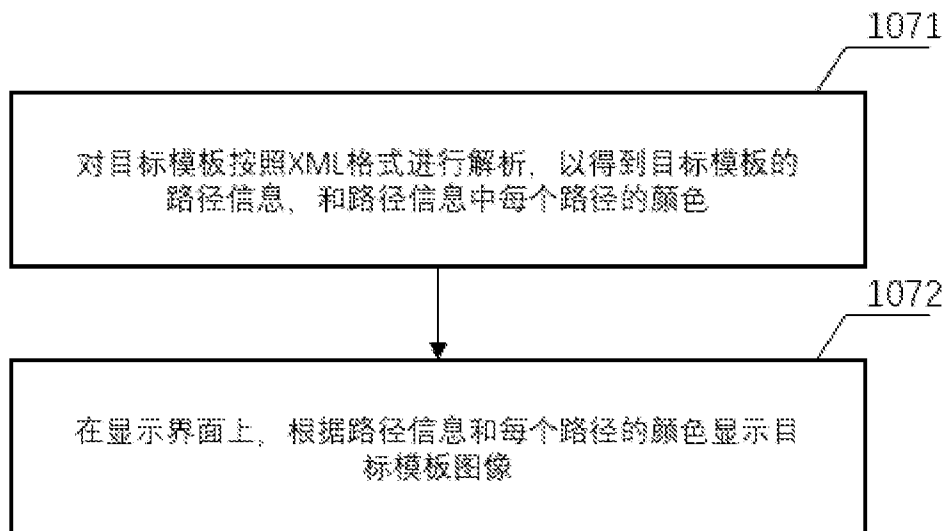 1071
对目标模板按照XML格式进行解析，以得到目标模板的
路径信息，和路径信息中每个路径的颜色
1072
在显示界面上，根据路径信息和每个路径的颜色显示目
标模板图像